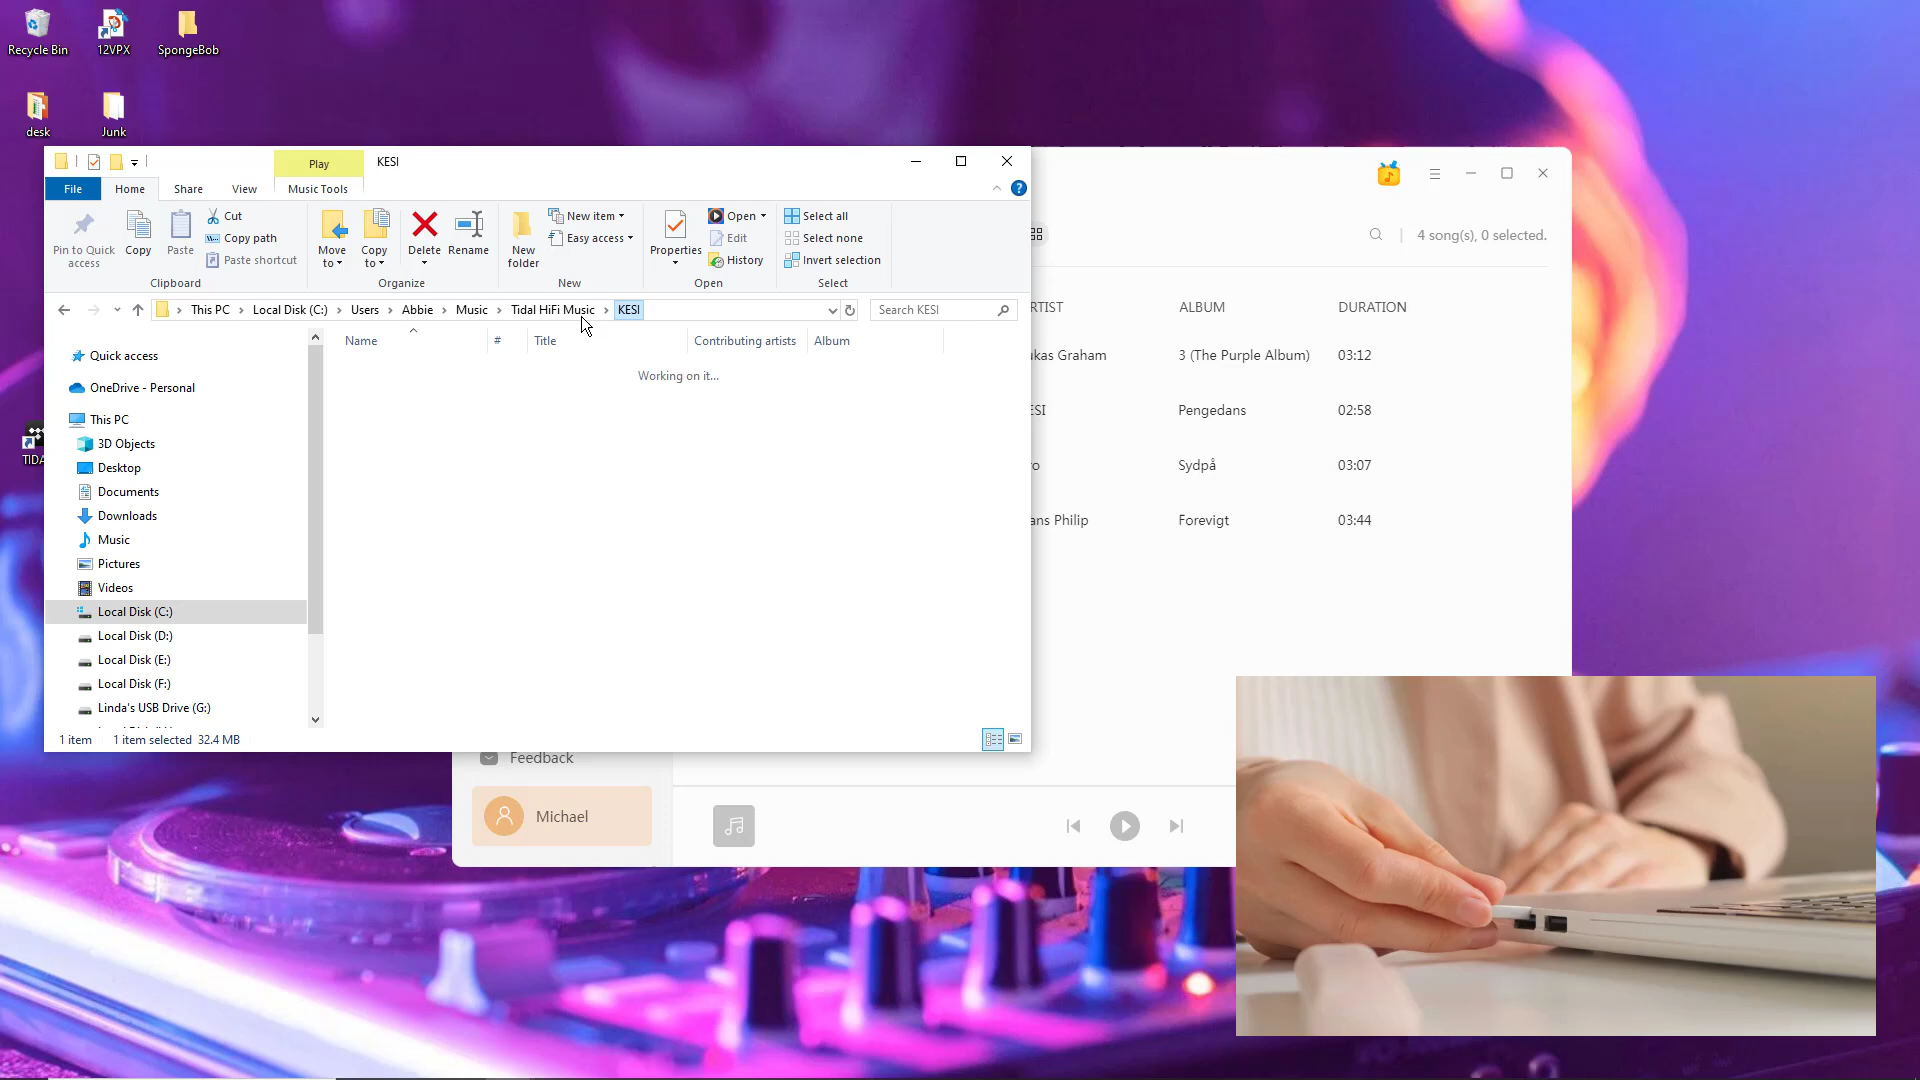 Recycle Bin
12VPX
SpongeBob
desk
Junk
Play
KESI
File
Home
Share
View
Music Tools
Pin to Quick access
Copy
Paste
Cut
Copy path
Paste shortcut
Clipboard
Move to
Copy to
Delete
Rename
Organize
New folder
New item
Easy access
New
Properties
Open
Edit
History
Open
Select all
Select none
Invert selection
Select
This PC
Local Disk (C:)
Users
Abbie
Music
Tidal HiFi Music
KESI
Search KESI
Name
#
Title
Contributing artists
Album
Working on it...
Quick access
OneDrive - Personal
This PC
3D Objects
Desktop
Documents
Downloads
Music
Pictures
Videos
Local Disk (C:)
Local Disk (D:)
Local Disk (E:)
Local Disk (F:)
Linda's USB Drive (G:)
1 item
1 item selected 32.4 MB
TIDA
4 song(s), 0 selected.
RTIST
ALBUM
DURATION
ukas Graham
3 (The Purple Album)
03:12
ESI
Pengedans
02:58
ro
Sydpå
03:07
ans Philip
Forevigt
03:44
Feedback
Michael